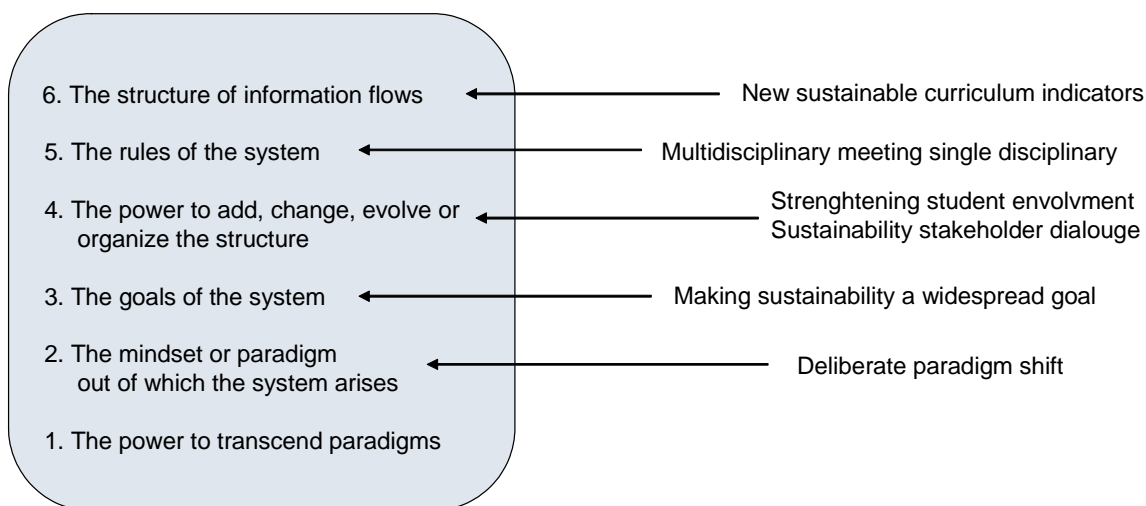 6. The structure of information flows
New sustainable curriculum indicators
5. The rules of the system
Multidisciplinary meeting single disciplinary
4. The power to add, change, evolve or
organize the structure
Strenghtening student envolvment
Sustainability stakeholder dialouge
3. The goals of the system
Making sustainability a widespread goal
2. The mindset or paradigm
out of which the system arises
Deliberate paradigm shift
1. The power to transcend paradigms